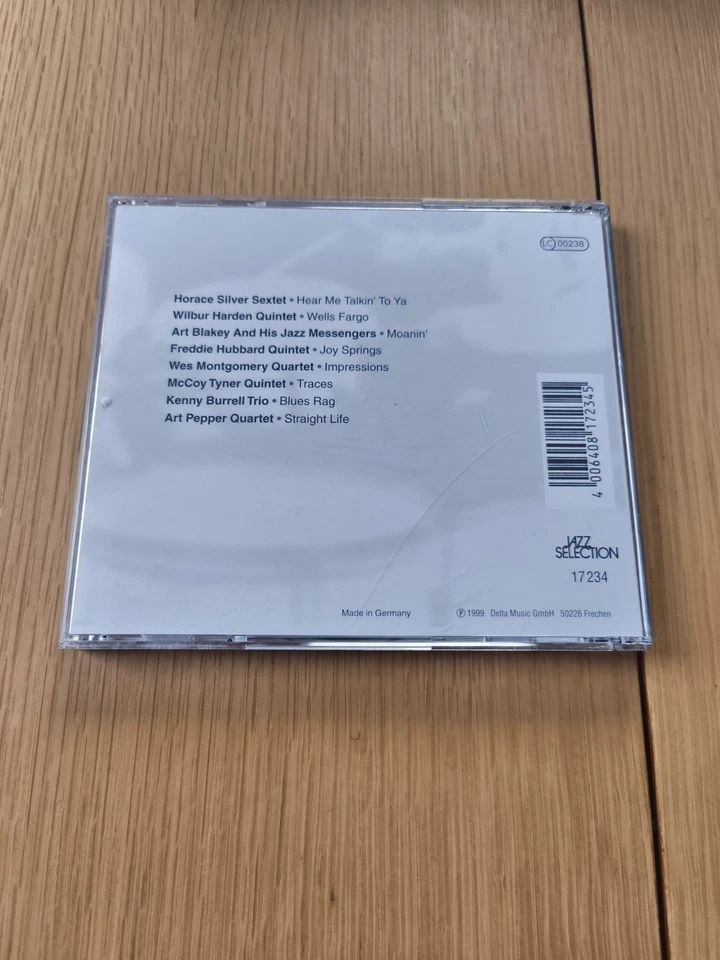 LC 00238
Horace Silver Sextet • Hear Me Talkin' To Ya
Wilbur Harden Quintet • Wells Fargo
Art Blakey And His Jazz Messengers • Moanin'
Freddie Hubbard Quintet • Joy Springs
Wes Montgomery Quartet • Impressions
McCoy Tyner Quintet • Traces
Kenny Burrell Trio • Blues Rag
Art Pepper Quartet • Straight Life
4 006408 172345
JAZZ
SELECTION
17 234
Made in Germany
℗ 1999 Delta Music GmbH 50226 Frechen